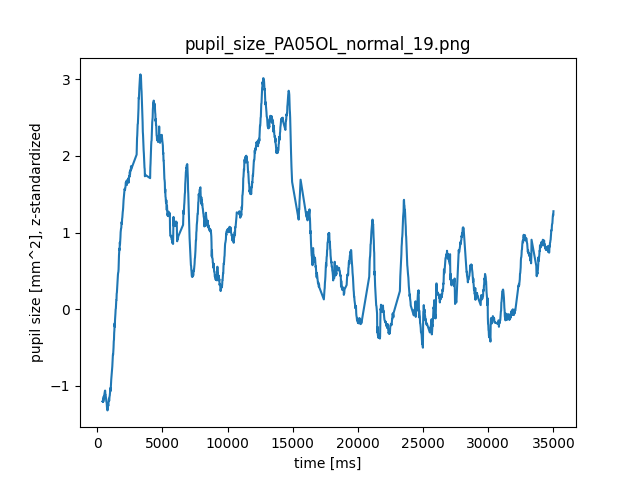 pupil_size_PA05OL_normal_19.png
pupil size [mm^2], z-standardized
3
2
1
0
−1
0 5000 10000 15000 20000 25000 30000 35000
time [ms]